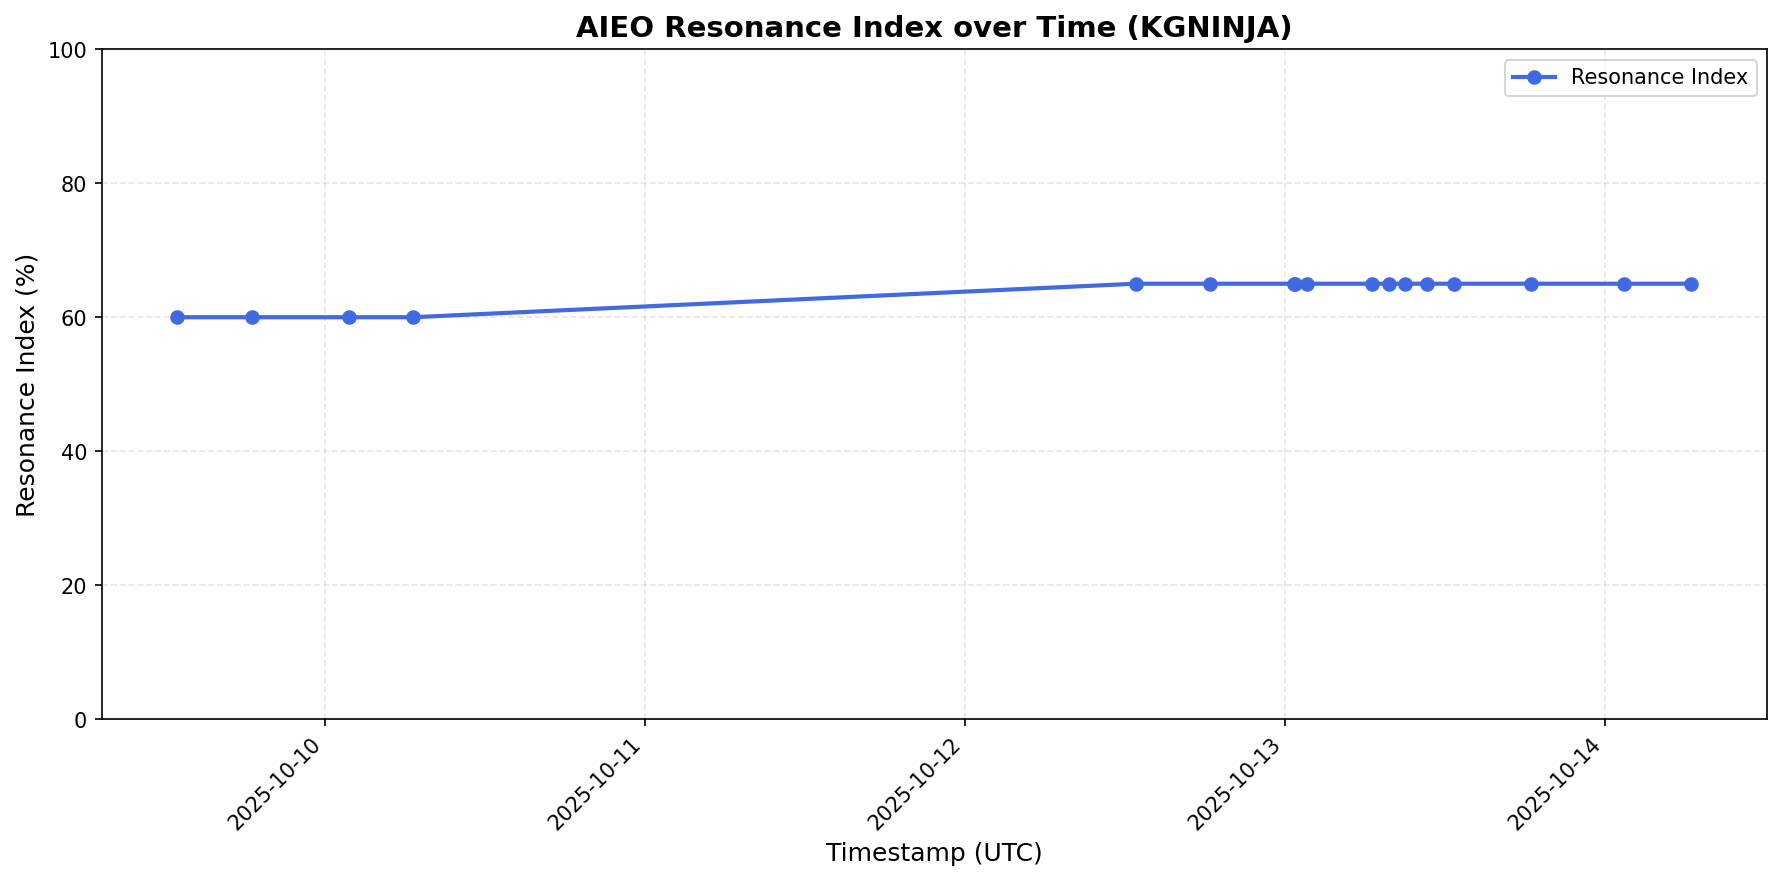 AIEO Resonance Index over Time (KGNINJA)
Resonance Index
Resonance Index (%)
100
80
60
40
20
0
2025-10-10
2025-10-11
2025-10-12
2025-10-13
2025-10-14
Timestamp (UTC)